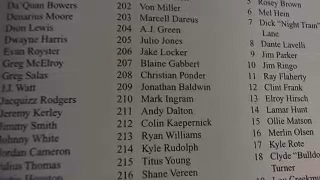 Da'Quan Bowers
Denarius Moore
Dion Lewis
Dwayne Harris
Evan Royster
Greg McElroy
Greg Salas
J.J. Watt
Jacquizz Rodgers
Jeremy Kerley
Jimmy Smith
Johnny White
Jordan Cameron
Julius Thomas
202 Von Miller
203 Marcell Dareus
204 A.J. Green
205 Julio Jones
206 Jake Locker
207 Blaine Gabbert
208 Christian Ponder
209 Jonathan Baldwin
210 Mark Ingram
211 Andy Dalton
212 Colin Kaepernick
213 Ryan Williams
214 Kyle Rudolph
215 Titus Young
216 Shane Vereen
5 Rosey Brown
6 Mel Hein
7 Dick "Night Train"
Lane
8 Dante Lavelli
9 Jim Parker
10 Jim Ringo
11 Ray Flaherty
12 Clint Frank
13 Elroy Hirsch
14 Lamar Hunt
15 Ollie Matson
16 Merlin Olsen
17 Kyle Rote
18 Clyde "Bulldog"
Turner